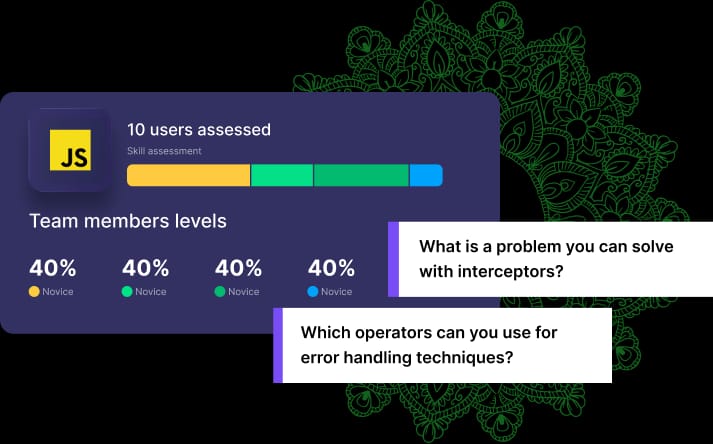 JS
10 users assessed
Skill assessment
Team members levels
40% 40% 40% 40%
Novice Novice Novice Novice
What is a problem you can solve
with interceptors?
Which operators can you use for
error handling techniques?